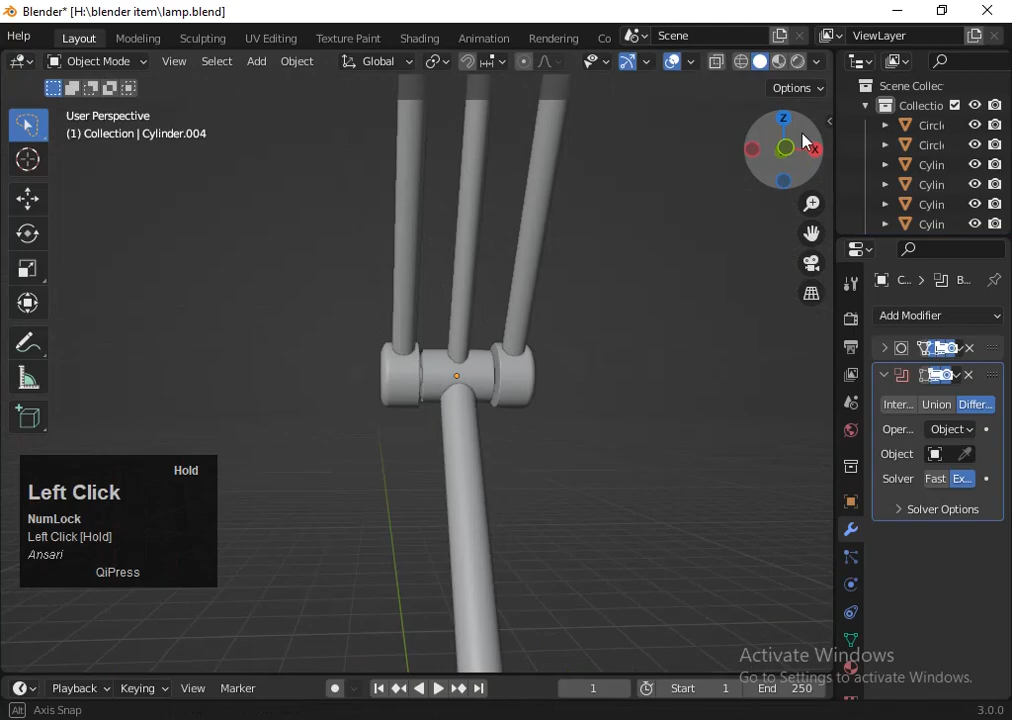 Blender* [H:\blender item\lamp.blend]
Help Layout Modeling Sculpting UV Editing Texture Paint Shading Animation Rendering Co Scene ViewLayer
Object Mode View Select Add Object Global
Options
User Perspective
(1) Collection | Cylinder.004
Z
X
Scene Collec
Collectio
Circl
Circl
Cylin
Cylin
Cylin
Cylin
C... B...
Add Modifier
Inter... Union Differ...
Oper... Object
Object
Solver Fast Ex...
Solver Options
Hold
Left Click
NumLock
Left Click [Hold]
Ansari
QiPress
Activate Windows
Go to Settings to activate Windows.
Playback Keying View Marker 1 Start 1 End 250
Alt Axis Snap 3.0.0